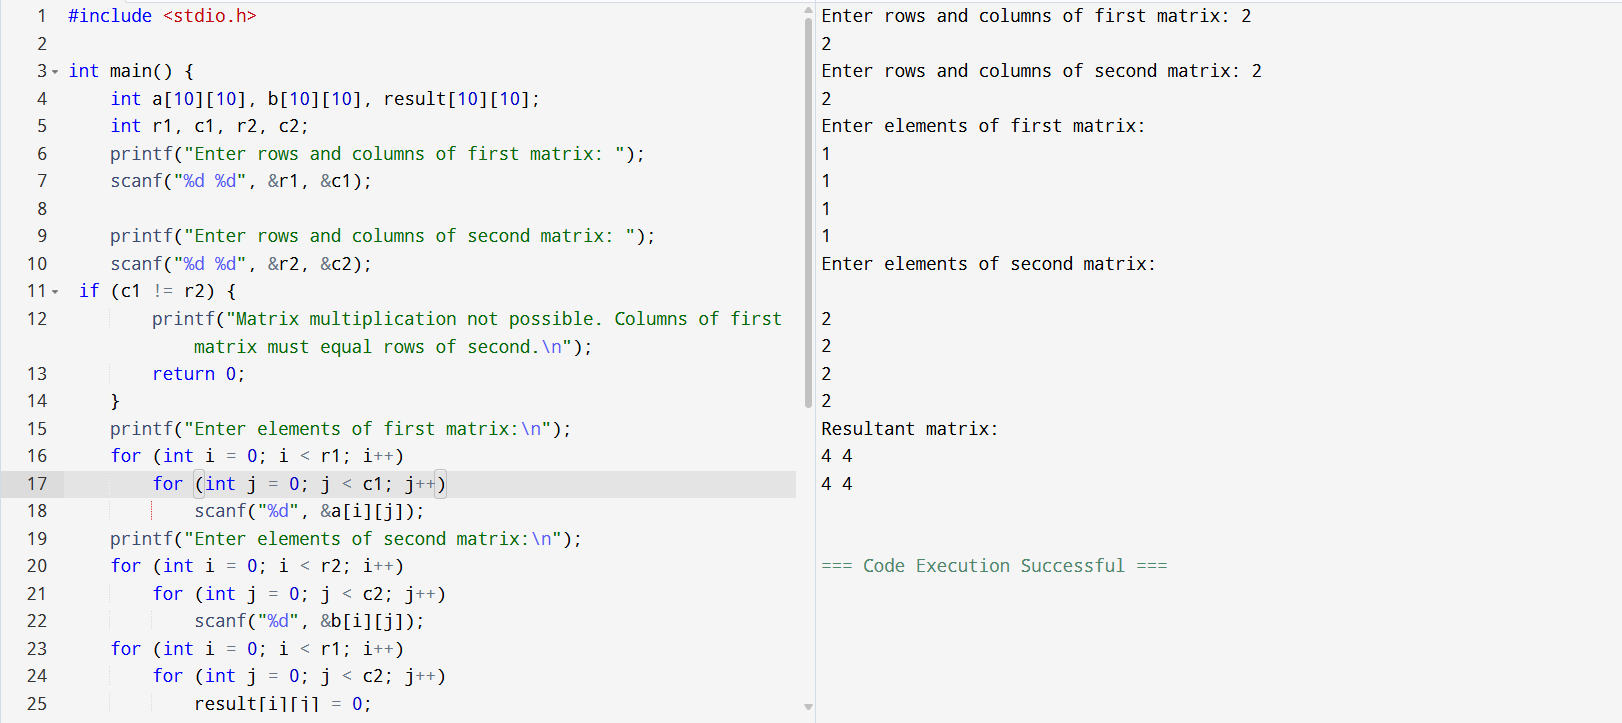 1 #include <stdio.h>
2
3 int main() {
4 int a[10][10], b[10][10], result[10][10];
5 int r1, c1, r2, c2;
6 printf("Enter rows and columns of first matrix: ");
7 scanf("%d %d", &r1, &c1);
8
9 printf("Enter rows and columns of second matrix: ");
10 scanf("%d %d", &r2, &c2);
11 if (c1 != r2) {
12 printf("Matrix multiplication not possible. Columns of first
matrix must equal rows of second.\n");
13 return 0;
14 }
15 printf("Enter elements of first matrix:\n");
16 for (int i = 0; i < r1; i++)
17 for (int j = 0; j < c1; j++)
18 scanf("%d", &a[i][j]);
19 printf("Enter elements of second matrix:\n");
20 for (int i = 0; i < r2; i++)
21 for (int j = 0; j < c2; j++)
22 scanf("%d", &b[i][j]);
23 for (int i = 0; i < r1; i++)
24 for (int j = 0; j < c2; j++)
25 result[i][j] = 0;
Enter rows and columns of first matrix: 2
2
Enter rows and columns of second matrix: 2
2
Enter elements of first matrix:
1
1
1
1
Enter elements of second matrix:

2
2
2
2
Resultant matrix:
4 4
4 4

=== Code Execution Successful ===